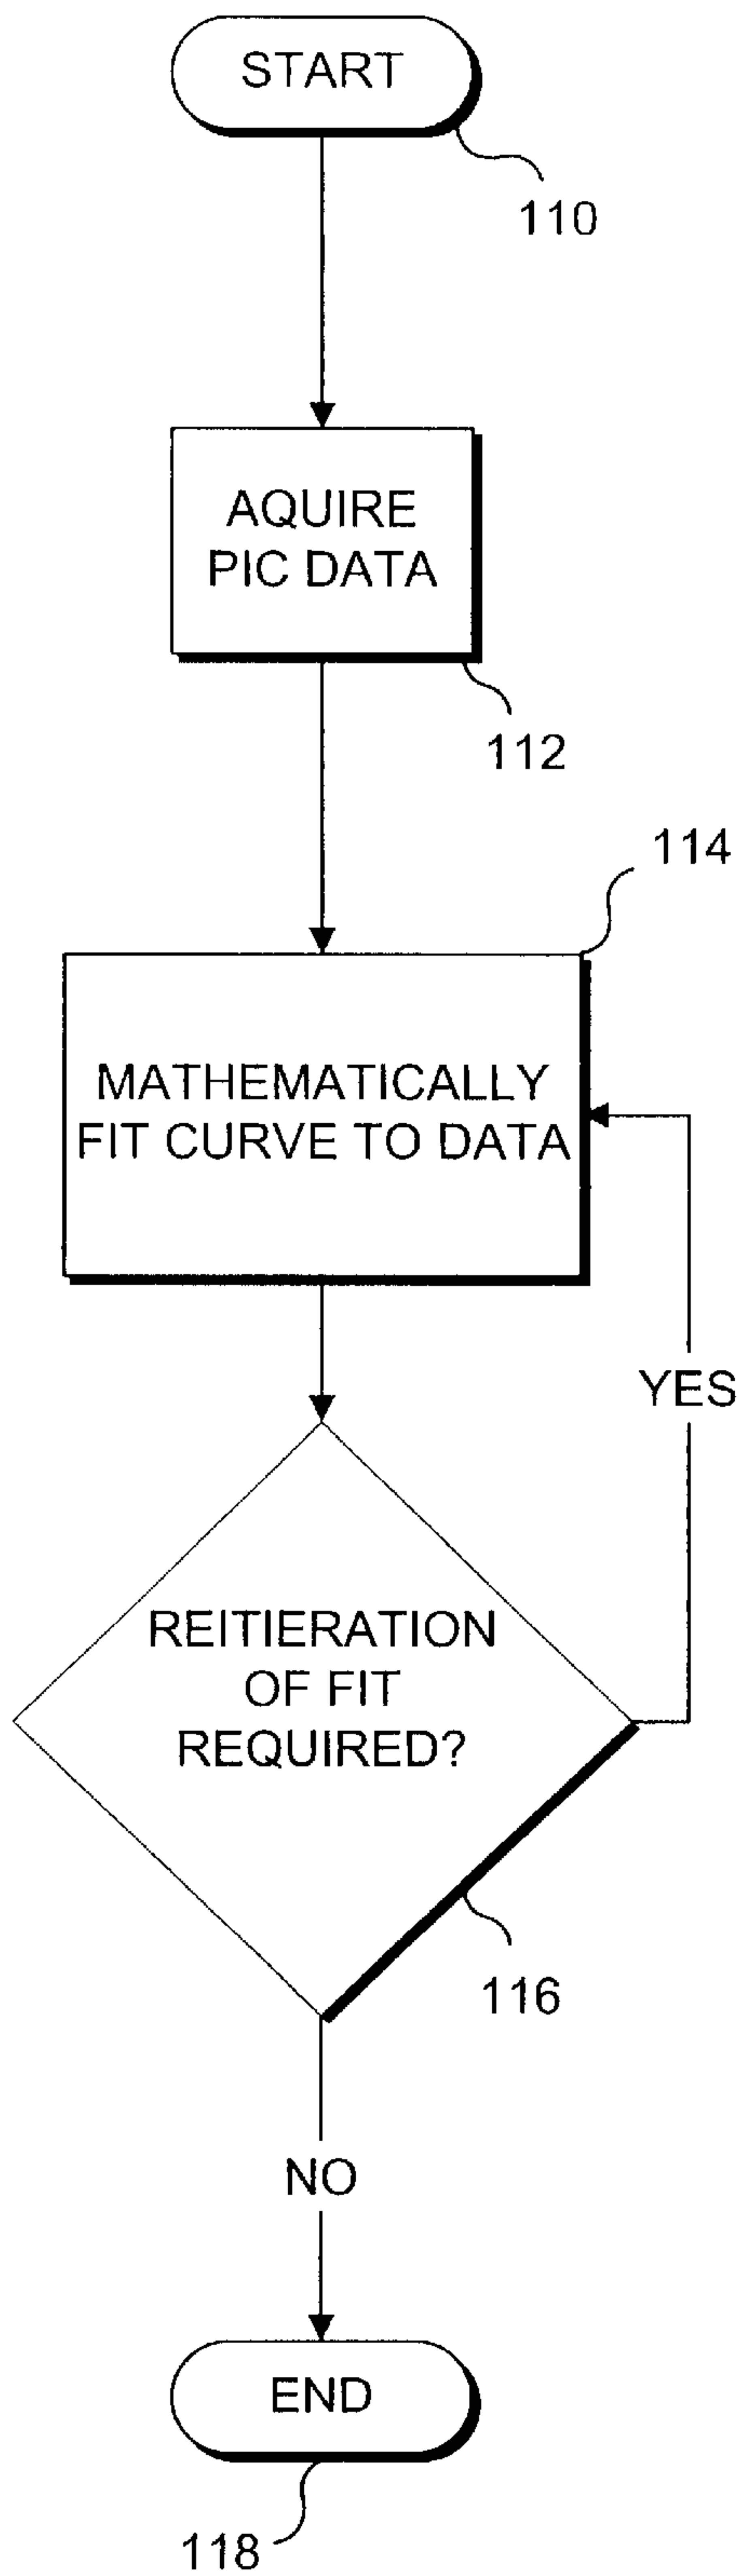 START
110
AQUIRE
PIC DATA
112
114
MATHEMATICALLY
FIT CURVE TO DATA
YES
REITIERATION
OF FIT
REQUIRED?
116
NO
END
118